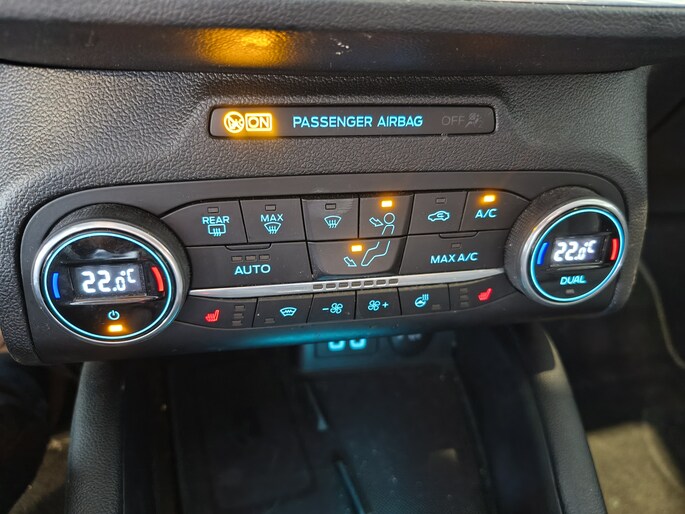 ON PASSENGER AIRBAG OFF
REAR MAX A/C
AUTO MAX A/C
22.0°C 22.0°C
DUAL
- +